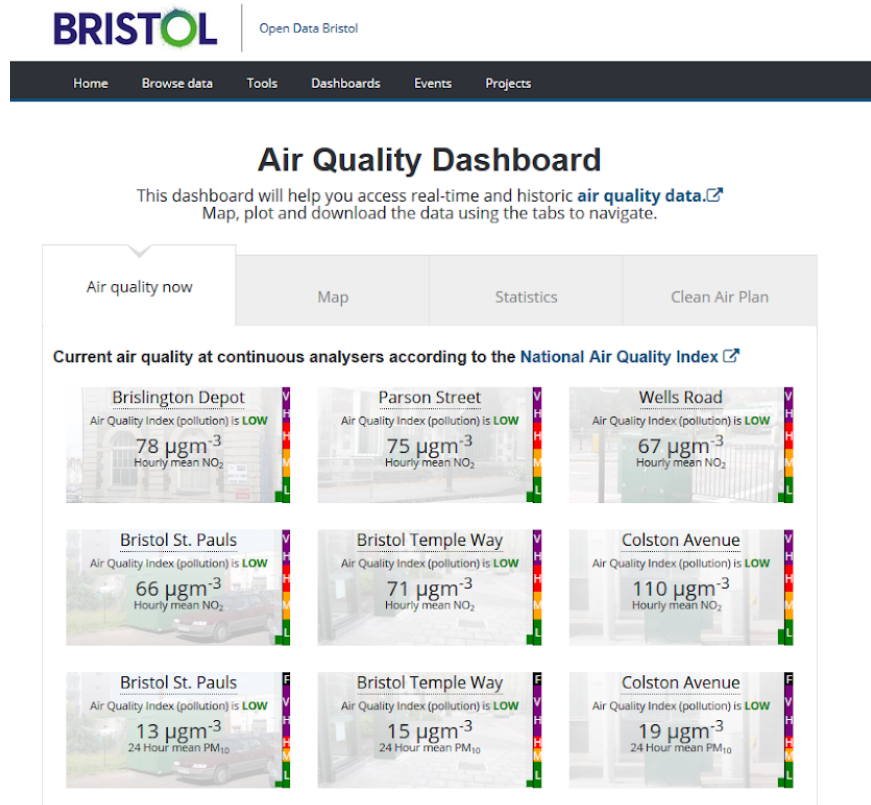 BRISTOL
Open Data Bristol
Home Browse data Tools Dashboards Events Projects
Air Quality Dashboard
This dashboard will help you access real-time and historic air quality data.
Map, plot and download the data using the tabs to navigate.
Air quality now
Map
Statistics
Clean Air Plan
Current air quality at continuous analysers according to the National Air Quality Index
Brislington Depot
Air Quality Index (pollution) is LOW
78 µgm⁻³
Hourly mean NO₂
V
H
H
M
L
Parson Street
Air Quality Index (pollution) is LOW
75 µgm⁻³
Hourly mean NO₂
V
H
H
M
L
Wells Road
Air Quality Index (pollution) is LOW
67 µgm⁻³
Hourly mean NO₂
V
H
H
M
L
Bristol St. Pauls
Air Quality Index (pollution) is LOW
66 µgm⁻³
Hourly mean NO₂
V
H
H
M
L
Bristol Temple Way
Air Quality Index (pollution) is LOW
71 µgm⁻³
Hourly mean NO₂
V
H
H
M
L
Colston Avenue
Air Quality Index (pollution) is LOW
110 µgm⁻³
Hourly mean NO₂
V
H
H
M
L
Bristol St. Pauls
Air Quality Index (pollution) is LOW
13 µgm⁻³
24 Hour mean PM₁₀
F
V
H
H
M
L
Bristol Temple Way
Air Quality Index (pollution) is LOW
15 µgm⁻³
24 Hour mean PM₁₀
F
V
H
H
M
L
Colston Avenue
Air Quality Index (pollution) is LOW
19 µgm⁻³
24 Hour mean PM₁₀
F
V
H
H
M
L